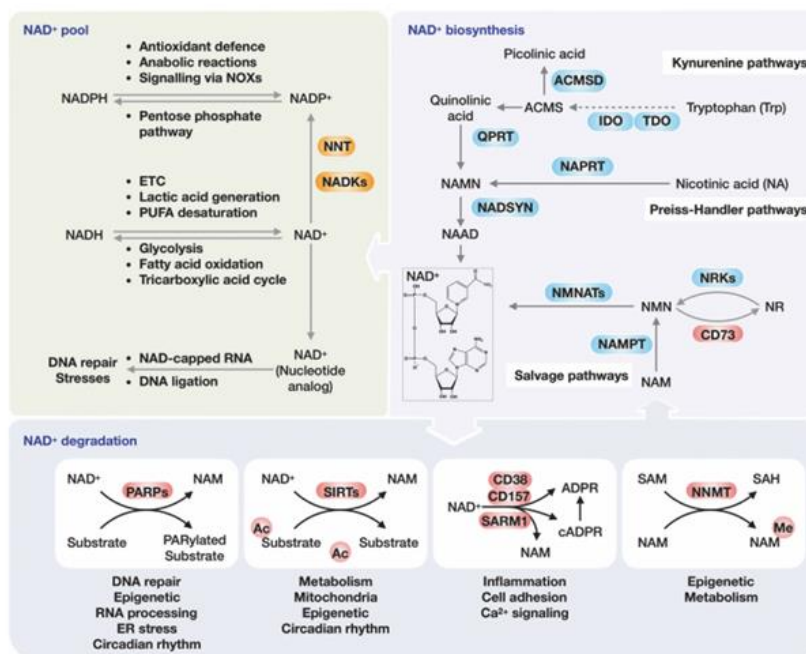 NAD⁺ pool
• Antioxidant defence
• Anabolic reactions
• Signalling via NOXs
NADPH
NADP⁺
• Pentose phosphate
pathway
NNT
NADKs
• ETC
• Lactic acid generation
• PUFA desaturation
NADH
NAD⁺
• Glycolysis
• Fatty acid oxidation
• Tricarboxylic acid cycle
DNA repair
Stresses
• NAD-capped RNA
• DNA ligation
NAD⁺
(Nucleotide
analog)
NAD⁺ biosynthesis
Picolinic acid
Kynurenine pathways
ACMSD
Quinolinic
acid
ACMS
Tryptophan (Trp)
IDO
TDO
QPRT
NAPRT
NAMN
Nicotinic acid (NA)
NADSYN
Preiss-Handler pathways
NAAD
NAD⁺
NMNATs
NRKs
NMN
NR
NAMPT
CD73
Salvage pathways
NAM
NAD⁺ degradation
NAD⁺
NAM
PARPs
Substrate
PARylated
Substrate
DNA repair
Epigenetic
RNA processing
ER stress
Circadian rhythm
NAD⁺
NAM
SIRTs
Ac
Substrate
Ac
Substrate
Metabolism
Mitochondria
Epigenetic
Circadian rhythm
CD38
CD157
NAD⁺
SARM1
ADPR
cADPR
NAM
Inflammation
Cell adhesion
Ca²⁺ signaling
SAM
SAH
NNMT
Me
NAM
NAM
Epigenetic
Metabolism